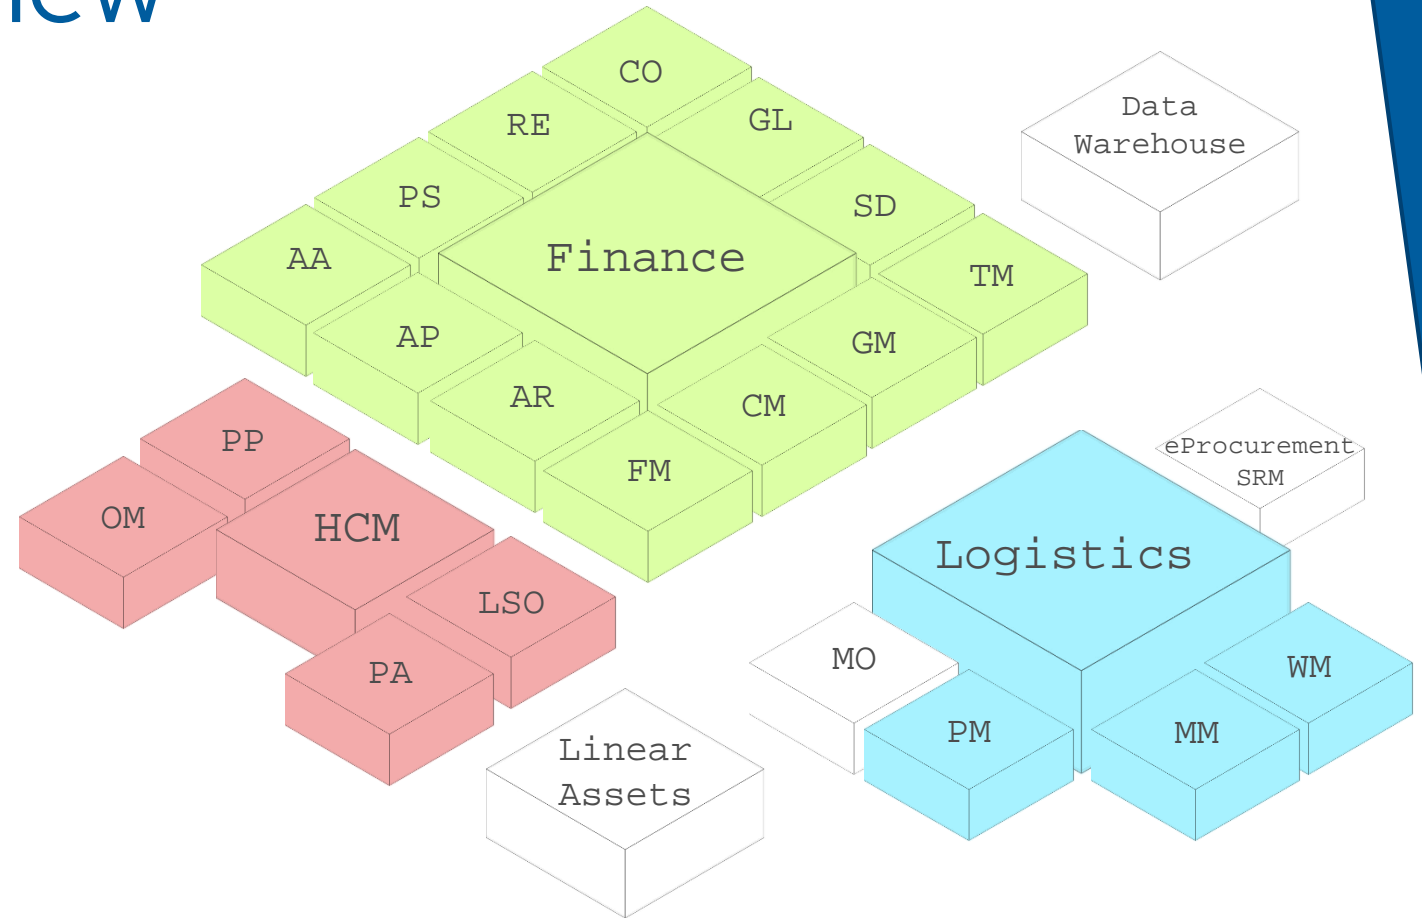 CO
RE
GL
PS
SD
AA
Finance
TM
AP
GM
AR
CM
FM
Data
Warehouse
PP
OM
HCM
LSO
PA
eProcurement
SRM
Logistics
MO
WM
PM
MM
Linear
Assets